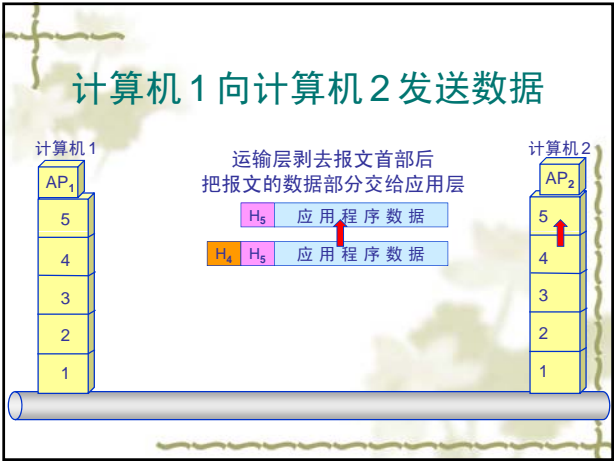 计算机1向计算机2发送数据
计算机1
计算机2
运输层剥去报文首部后
把报文的数据部分交给应用层
AP1
AP2
H5 应用程序数据
5
5
H4 H5 应用程序数据
4
4
3
3
2
2
1
1